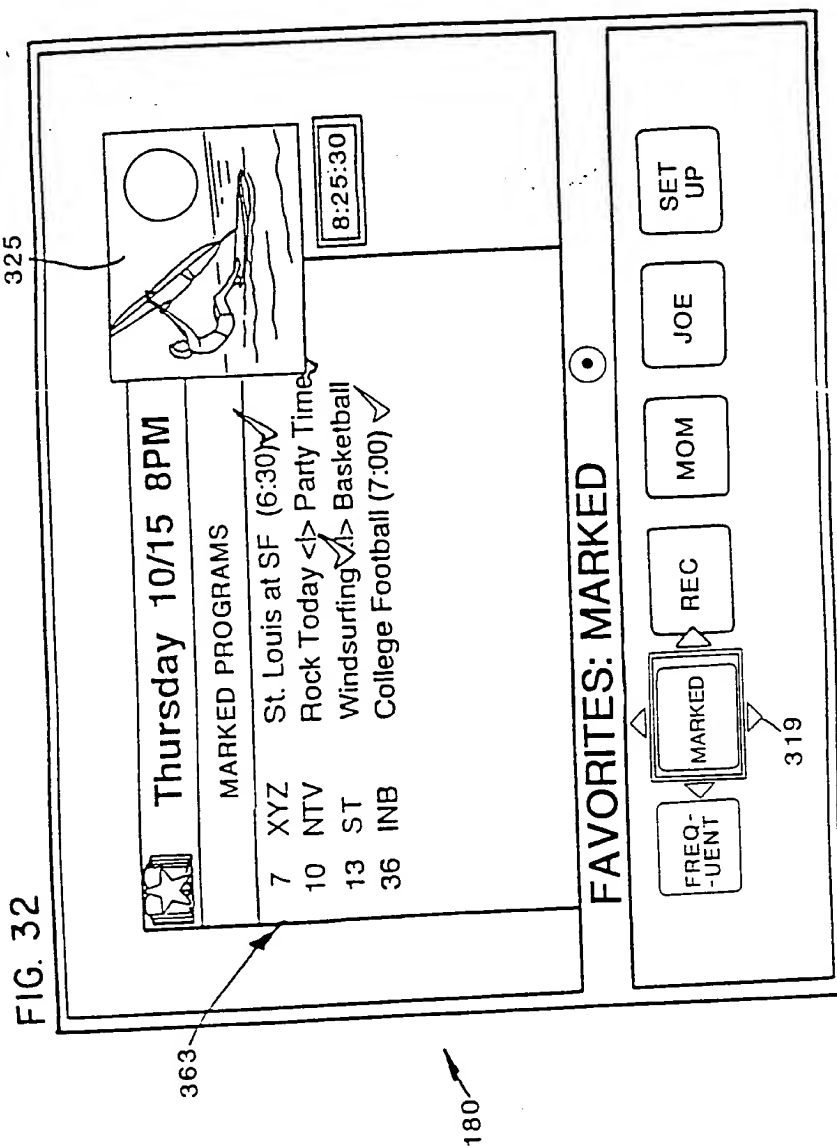 FIG. 32
325
363
180
Thursday 10/15 8PM
MARKED PROGRAMS
7 XYZ St. Louis at SF (6:30)
10 NTV Rock Today <|> Party Time
13 ST Windsurfing .|> Basketball
36 INB College Football (7:00)
8:25:30
FAVORITES: MARKED
FREQ-
-UENT
MARKED
REC
MOM
JOE
SET
UP
319